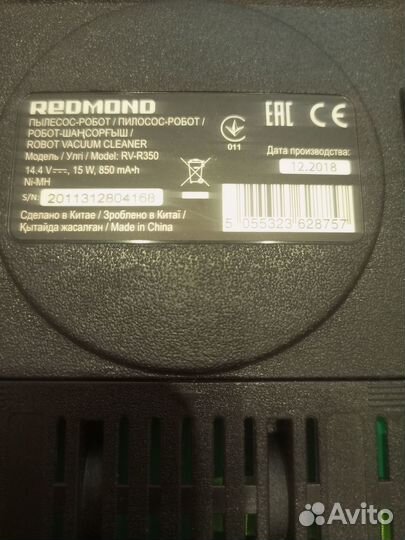 REDMOND
ПЫЛЕСОС-РОБОТ / ПИЛОСОС-РОБОТ /
РОБОТ-ШАҢСОРҒЫШ /
ROBOT VACUUM CLEANER
Модель / Үлгі / Model: RV-R350
14.4 V, 15 W, 850 mA•h
Ni-MH
S/N: 2011312804168
Сделано в Китае / Зроблено в Китаї /
Қытайда жасалған / Made in China
011
EAC CE
Дата производства:
12.2018
5 055323 628757
Avito